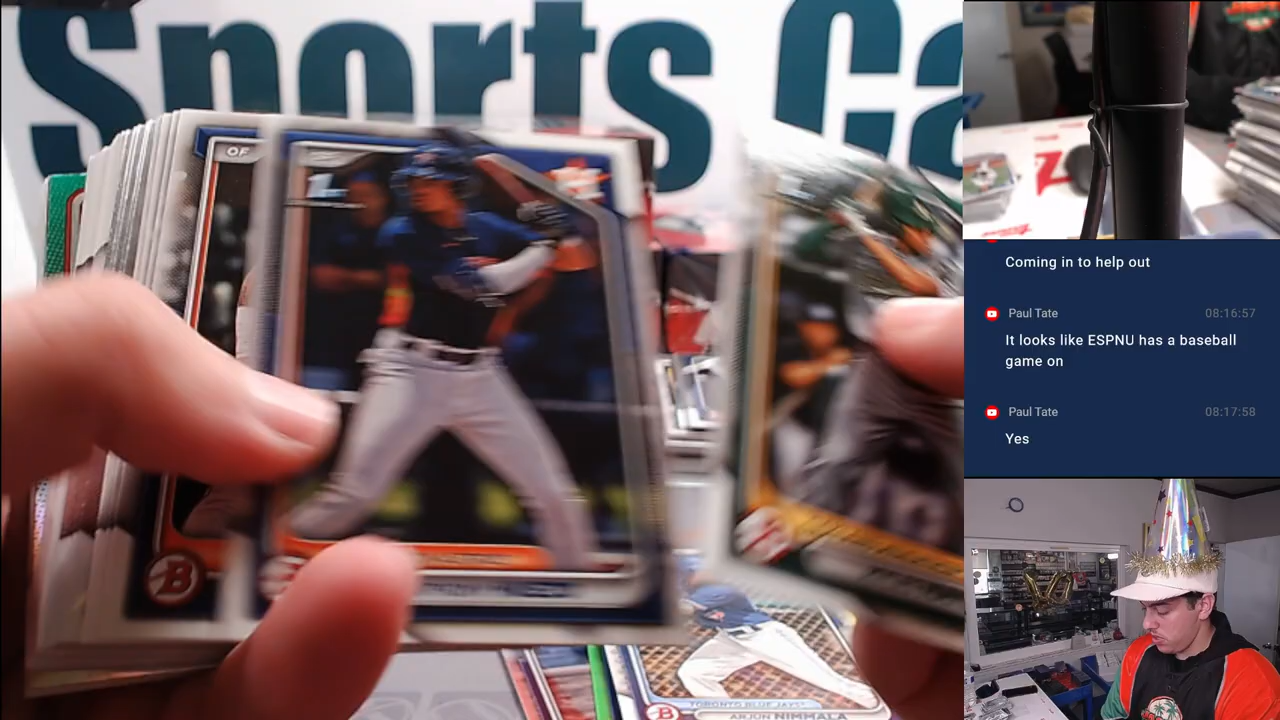 Sports Ca
OF
1st
B
TORONTO BLUE JAYS
ARJUN NIMMALA
B
Coming in to help out
Paul Tate 08:16:57
It looks like ESPNU has a baseball
game on
Paul Tate 08:17:58
Yes